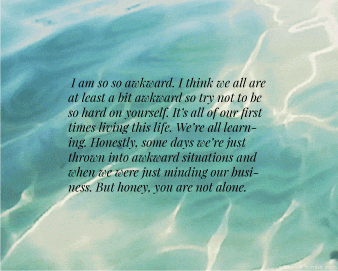 I am so so awkward. I think we all are
at least a bit awkward so try not to be
so hard on yourself. It's all of our first
times living this life. We're all learn-
ing. Honestly, some days we're just
thrown into awkward situations and
when we were just minding our busi-
ness. But honey, you are not alone.